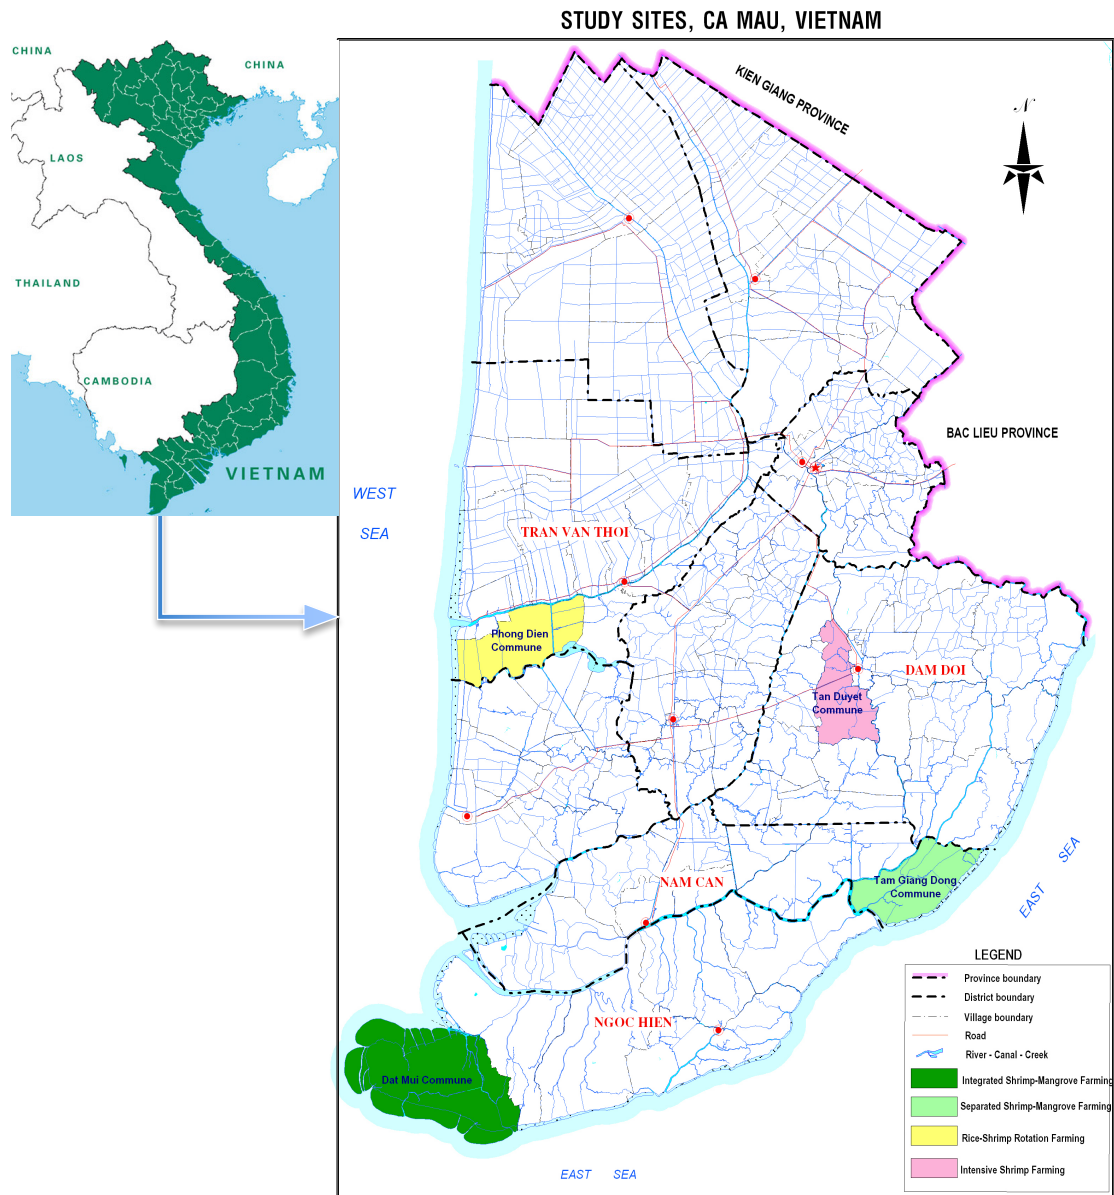 STUDY SITES, CA MAU, VIETNAM
CHINA
CHINA
LAOS
THAILAND
CAMBODIA
VIETNAM
KIEN GIANG PROVINCE
N
BAC LIEU PROVINCE
WEST
SEA
TRAN VAN THOI
Phong Dien
Commune
DAM DOI
Tan Duyet
Commune
NAM CAN
Tam Giang Dong
Commune
EAST SEA
NGOC HIEN
Dat Mui Commune
EAST SEA
LEGEND
Province boundary
District boundary
Village boundary
Road
River - Canal - Creek
Integrated Shrimp-Mangrove Farming
Separated Shrimp-Mangrove Farming
Rice-Shrimp Rotation Farming
Intensive Shrimp Farming